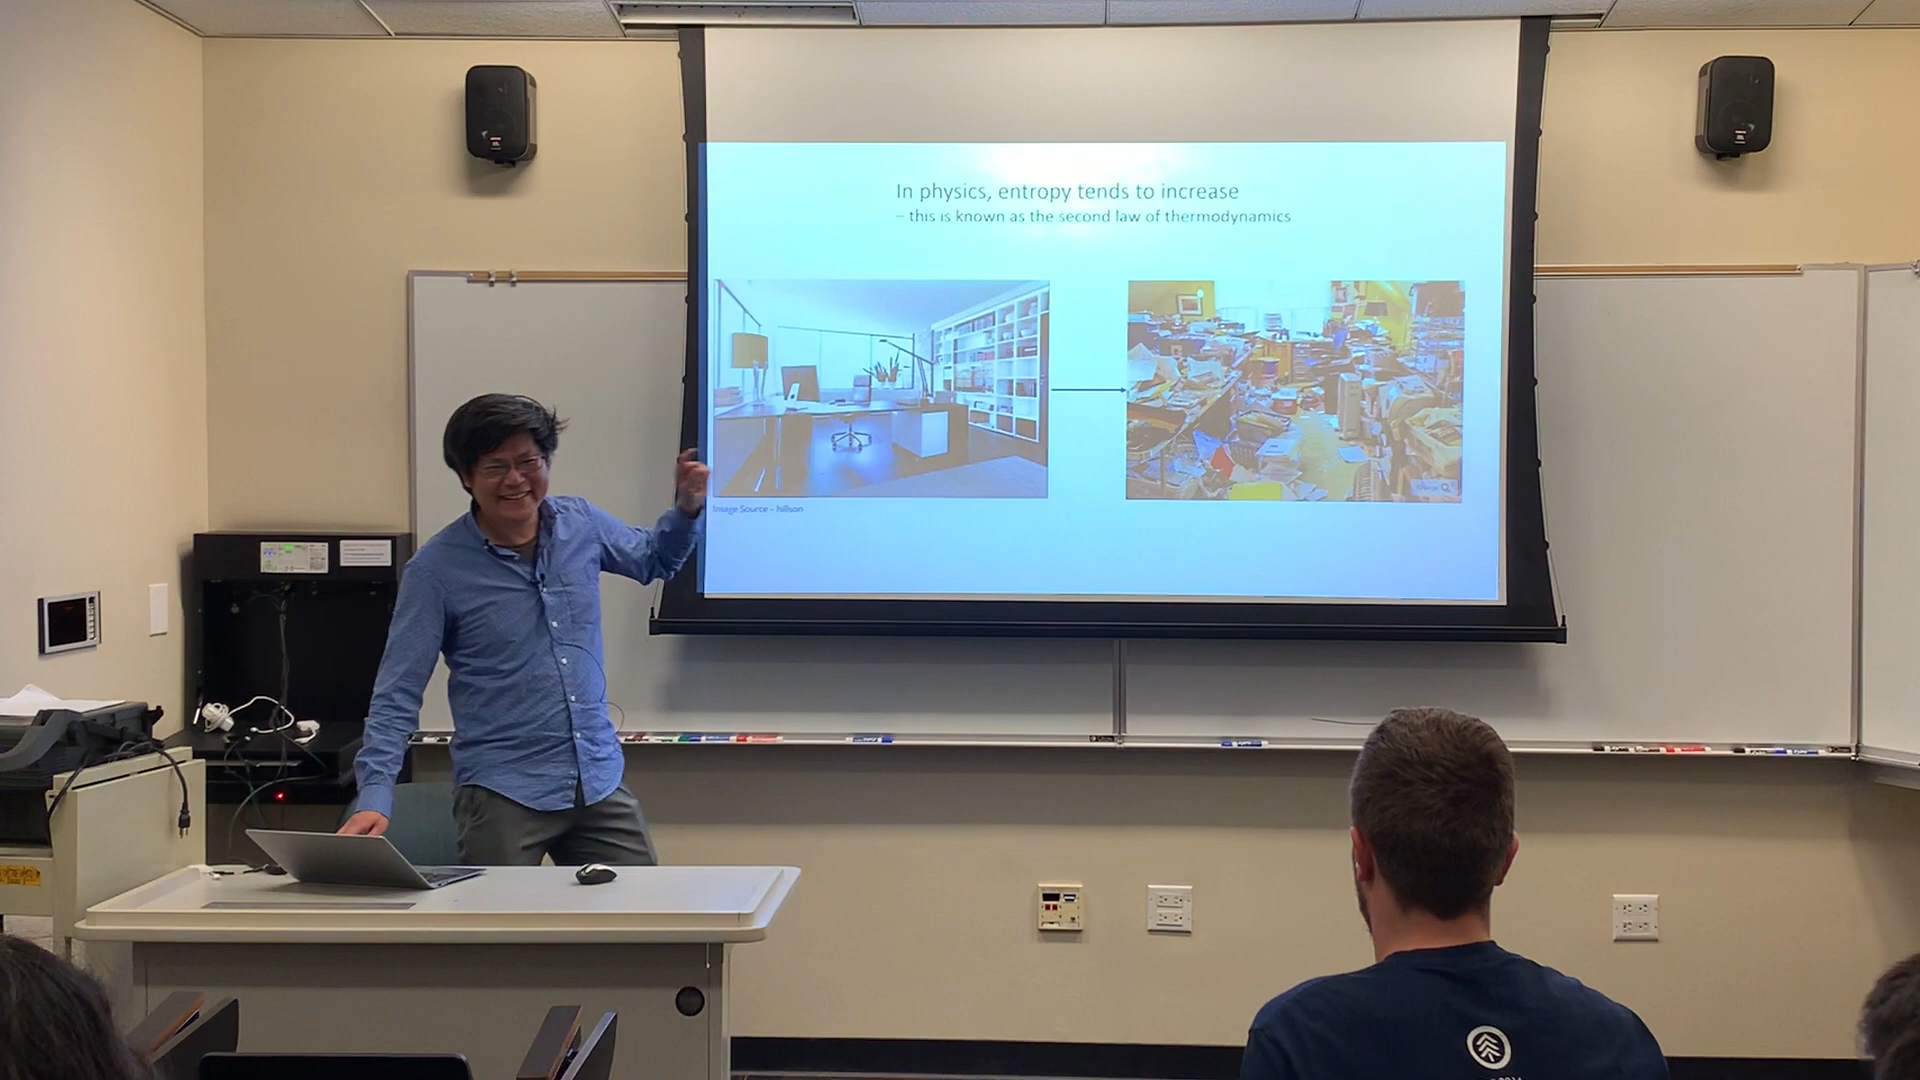 In physics, entropy tends to increase
– this is known as the second law of thermodynamics
Image Source – hillson